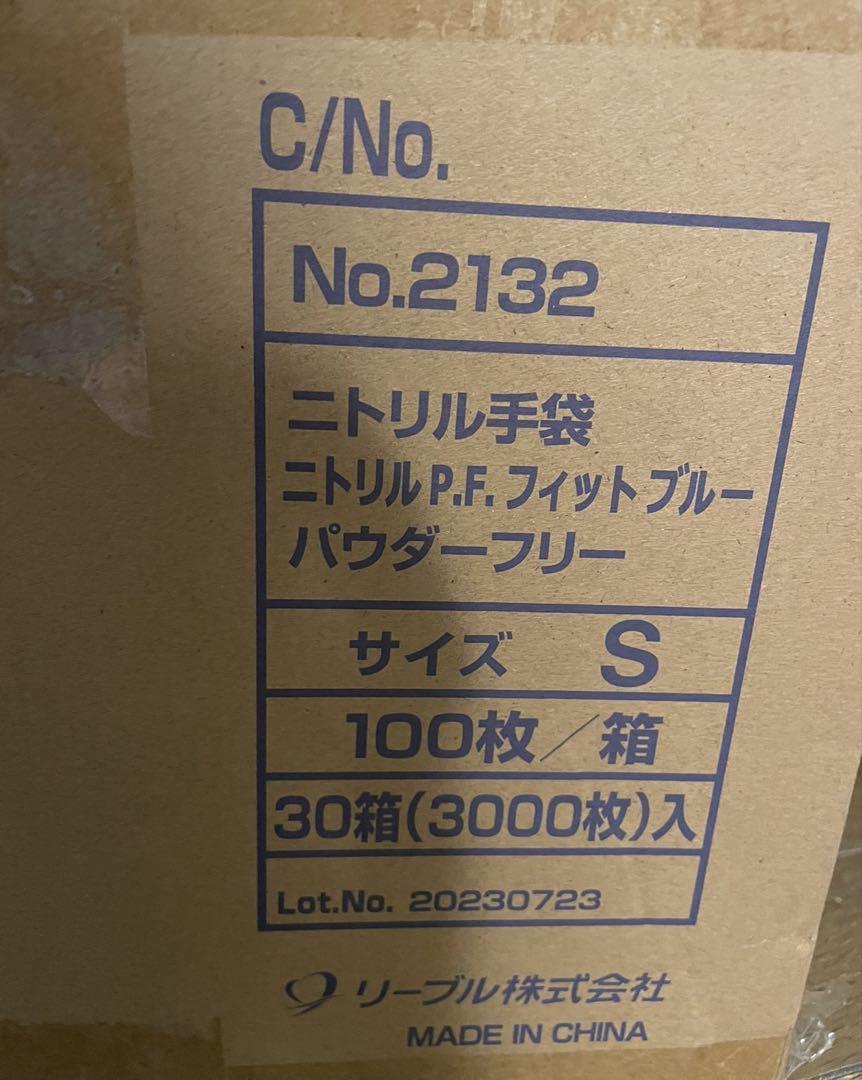 C/No.
No.2132
ニトリル手袋
ニトリルP.F.フィットブルー
パウダーフリー
サイズ S
100枚/箱
30箱(3000枚)入
Lot.No. 20230723
リーブル株式会社
MADE IN CHINA